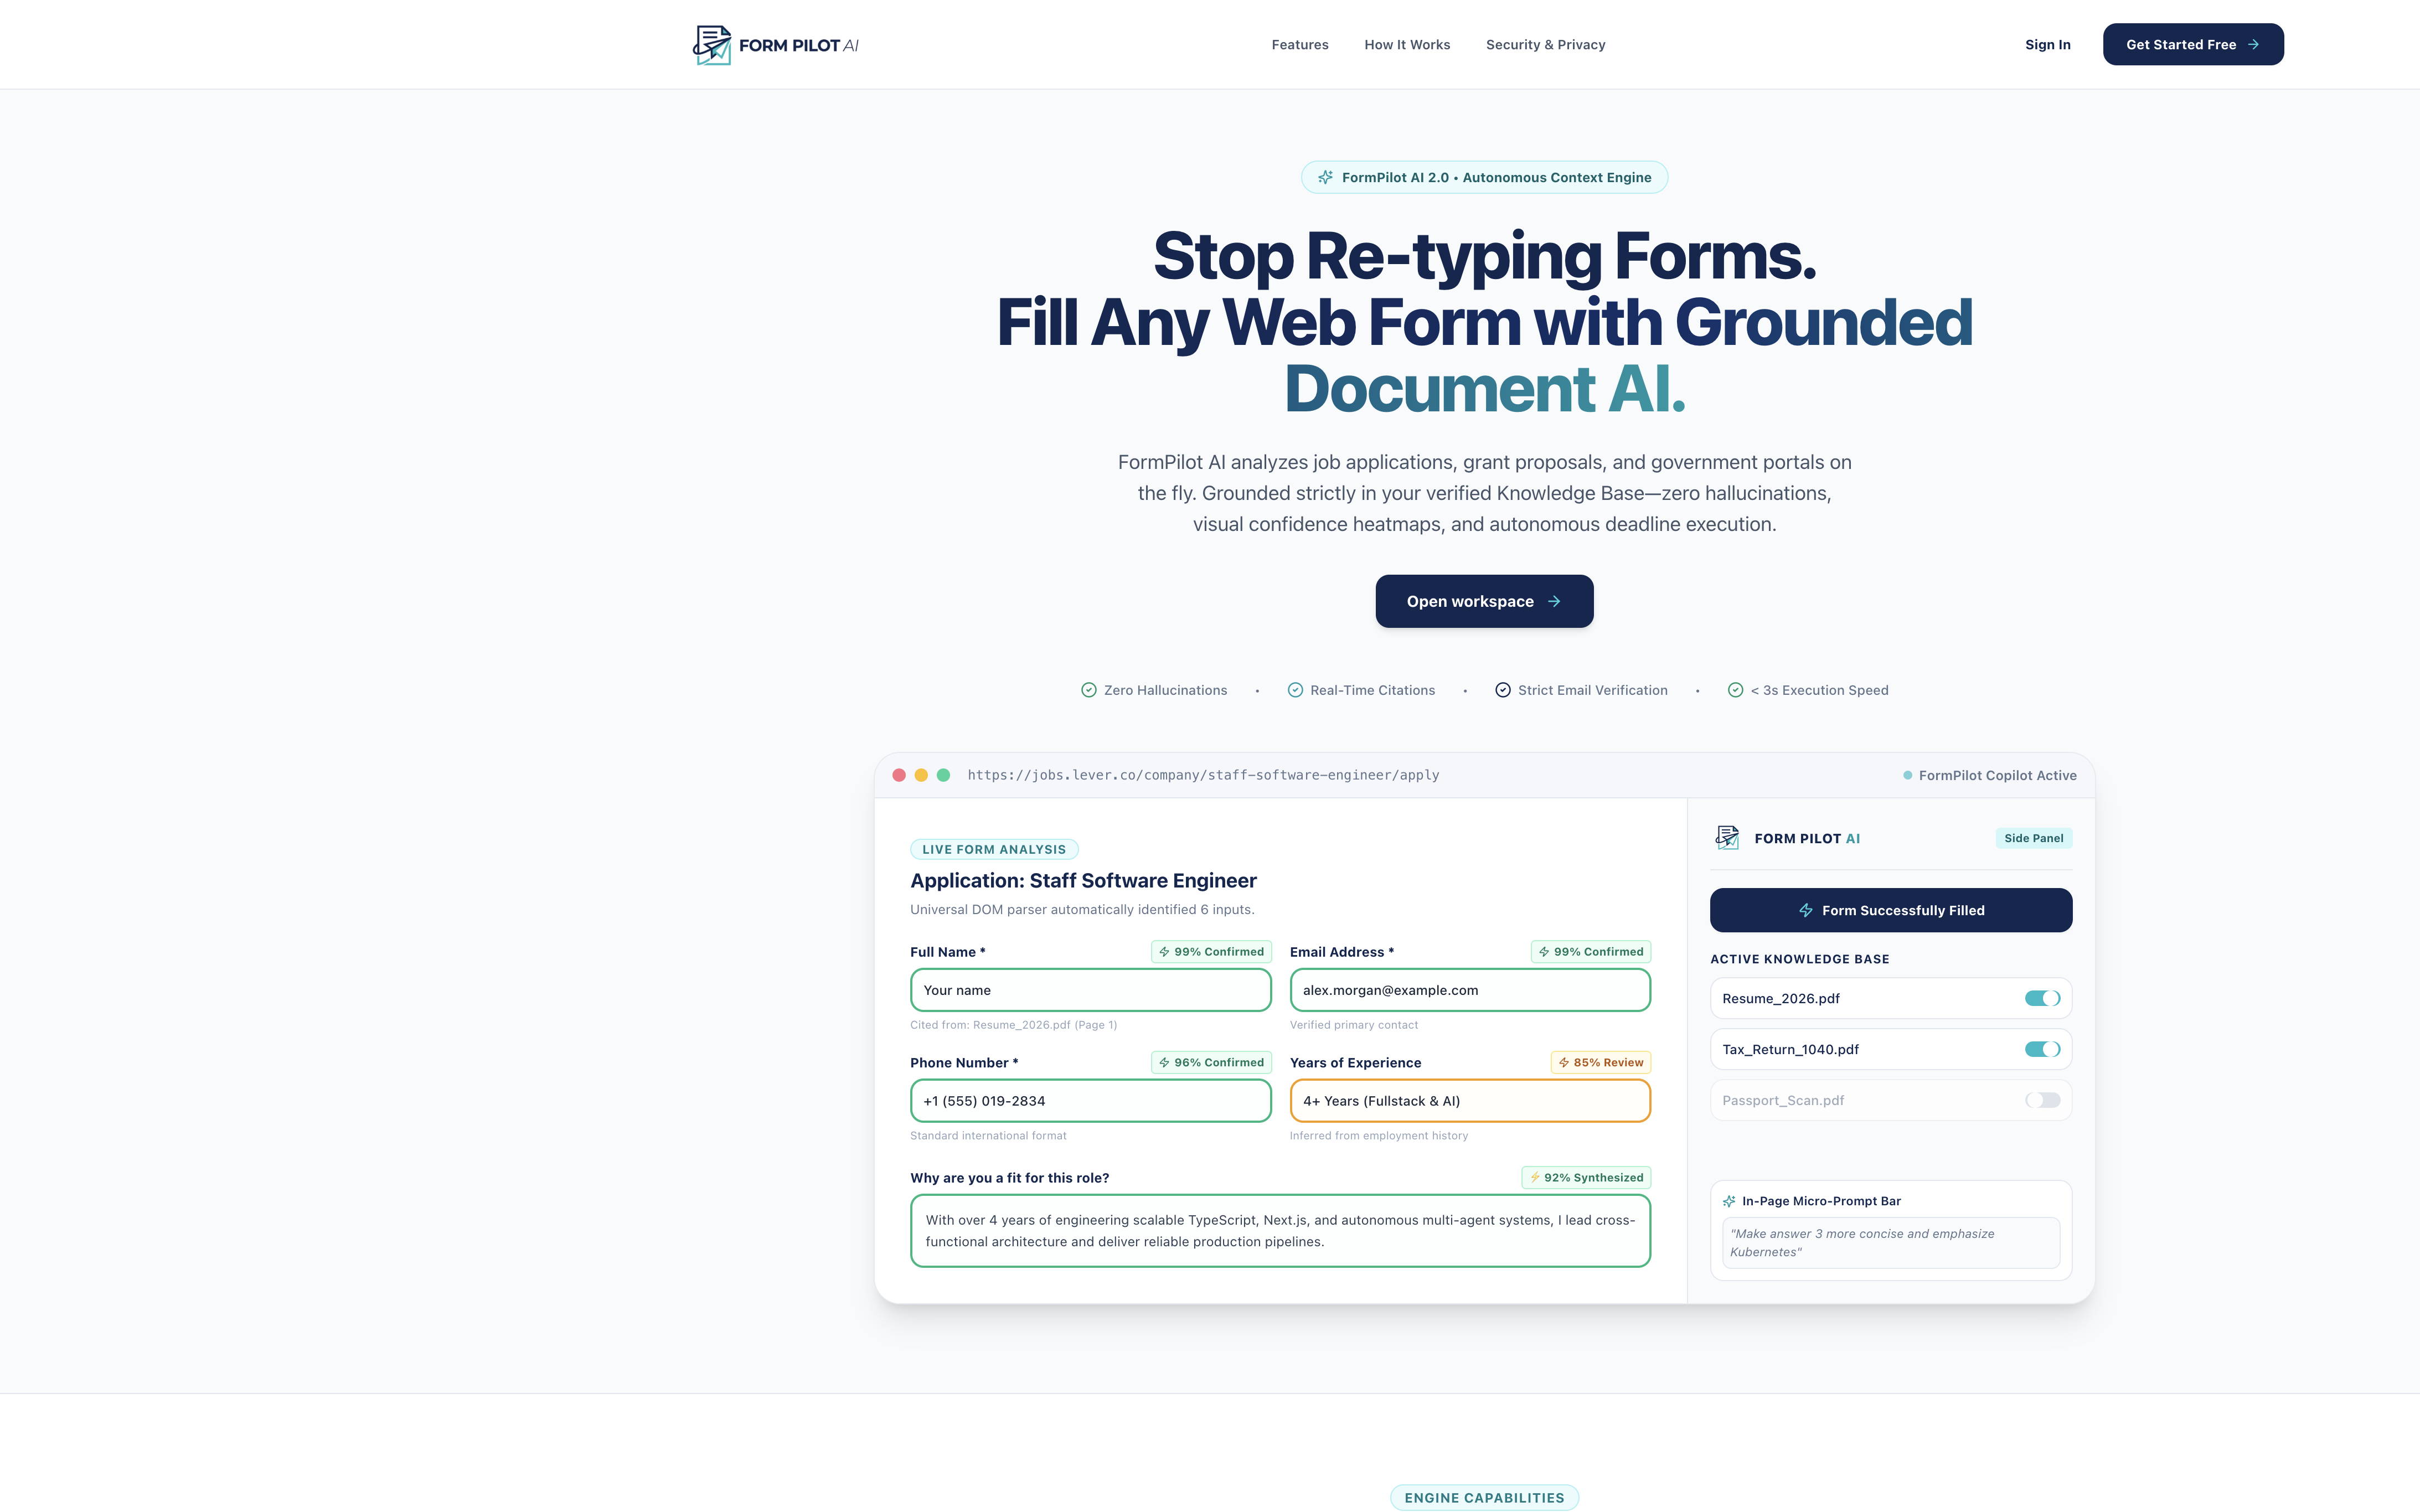 FORM PILOT AI
Features
How It Works
Security & Privacy
Sign In
Get Started Free
FormPilot AI 2.0 • Autonomous Context Engine
Stop Re-typing Forms.
Fill Any Web Form with Grounded
Document AI.
FormPilot AI analyzes job applications, grant proposals, and government portals on
the fly. Grounded strictly in your verified Knowledge Base—zero hallucinations,
visual confidence heatmaps, and autonomous deadline execution.
Open workspace
Zero Hallucinations • Real-Time Citations • Strict Email Verification • < 3s Execution Speed
https://jobs.lever.co/company/staff-software-engineer/apply
FormPilot Copilot Active
LIVE FORM ANALYSIS
Application: Staff Software Engineer
Universal DOM parser automatically identified 6 inputs.
Full Name *
99% Confirmed
Your name
Cited from: Resume_2026.pdf (Page 1)
Email Address *
99% Confirmed
alex.morgan@example.com
Verified primary contact
Phone Number *
96% Confirmed
+1 (555) 019-2834
Standard international format
Years of Experience
85% Review
4+ Years (Fullstack & AI)
Inferred from employment history
Why are you a fit for this role?
92% Synthesized
With over 4 years of engineering scalable TypeScript, Next.js, and autonomous multi-agent systems, I lead cross-
functional architecture and deliver reliable production pipelines.
FORM PILOT AI
Side Panel
Form Successfully Filled
ACTIVE KNOWLEDGE BASE
Resume_2026.pdf
Tax_Return_1040.pdf
Passport_Scan.pdf
In-Page Micro-Prompt Bar
"Make answer 3 more concise and emphasize
Kubernetes"
ENGINE CAPABILITIES